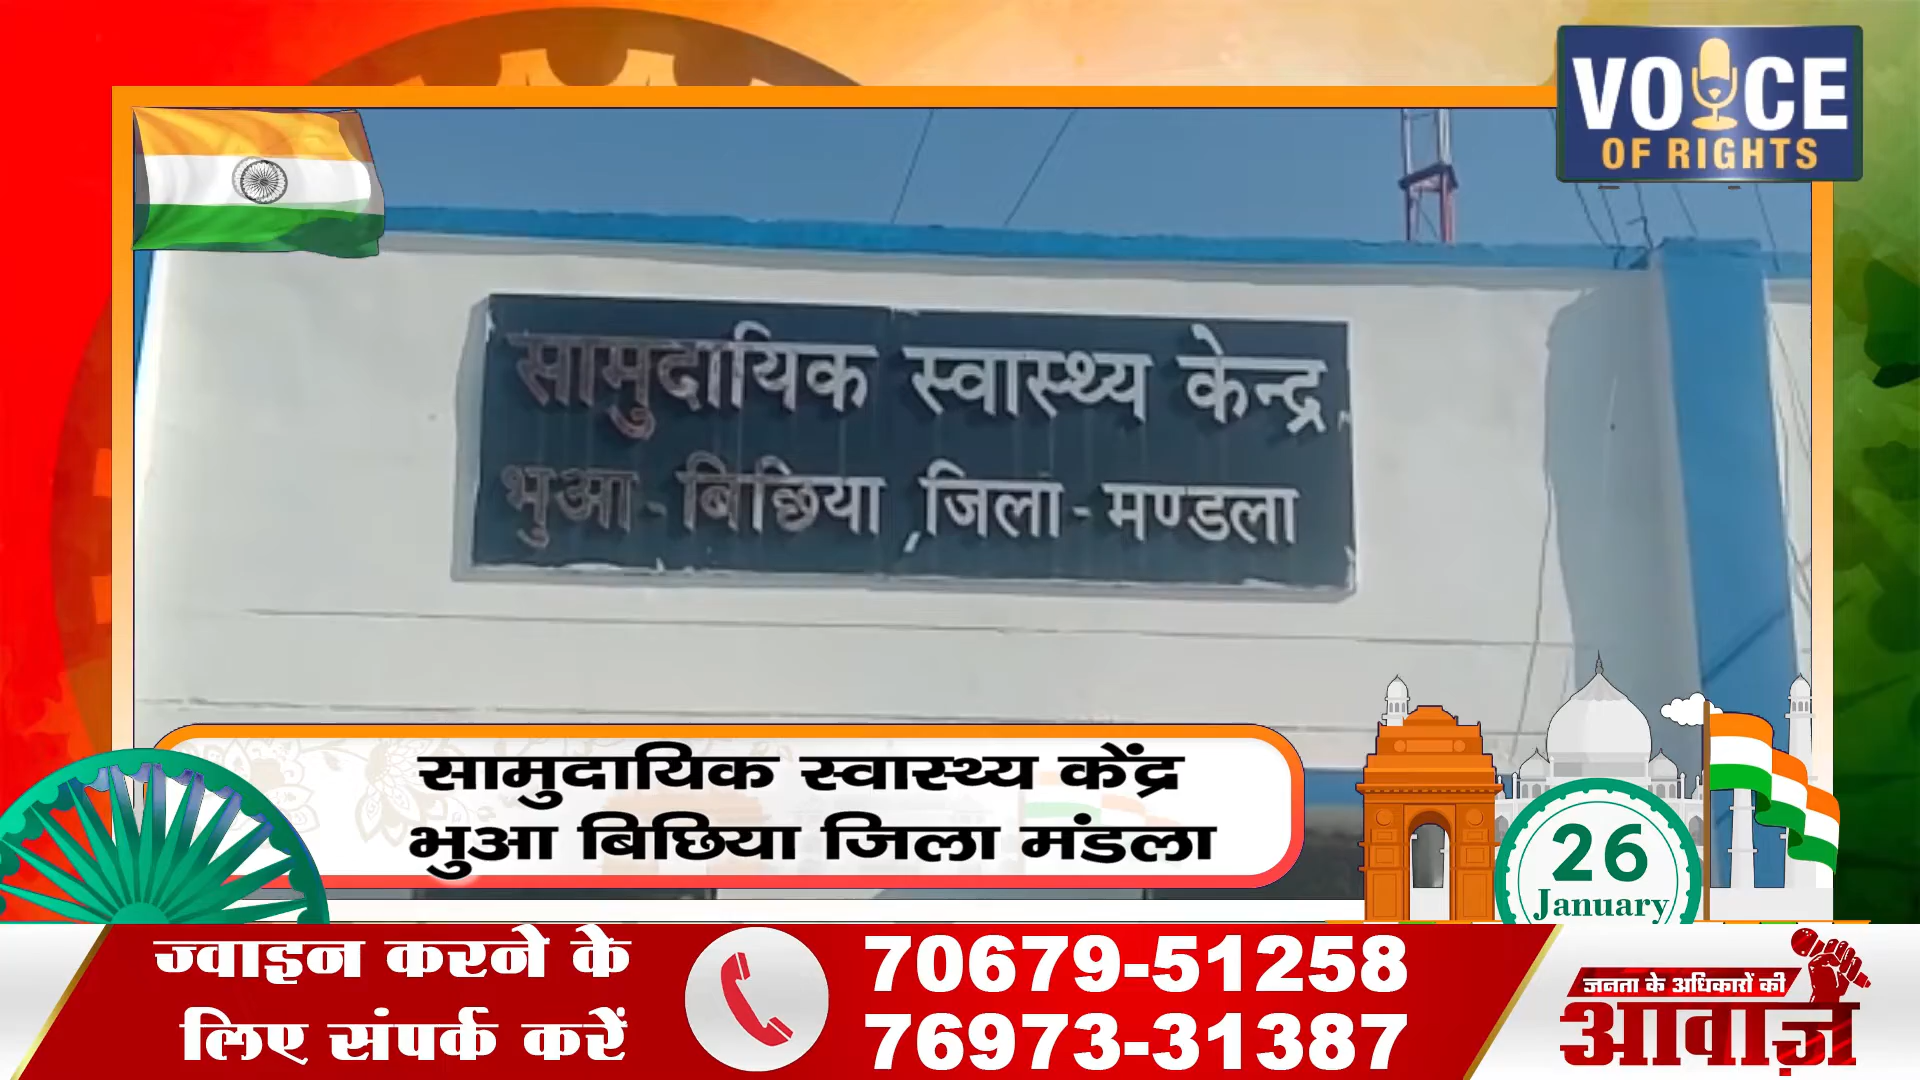 VOICE
OF RIGHTS
सामुदायिक स्वास्थ्य केन्द्र
भुआ - बिछिया , जिला - मण्डला
सामुदायिक स्वास्थ्य केंद्र
भुआ बिछिया जिला मंडला
26
January
ज्वाइन करने के
लिए संपर्क करें
70679-51258
76973-31387
जनता के अधिकारों की
आवाज़